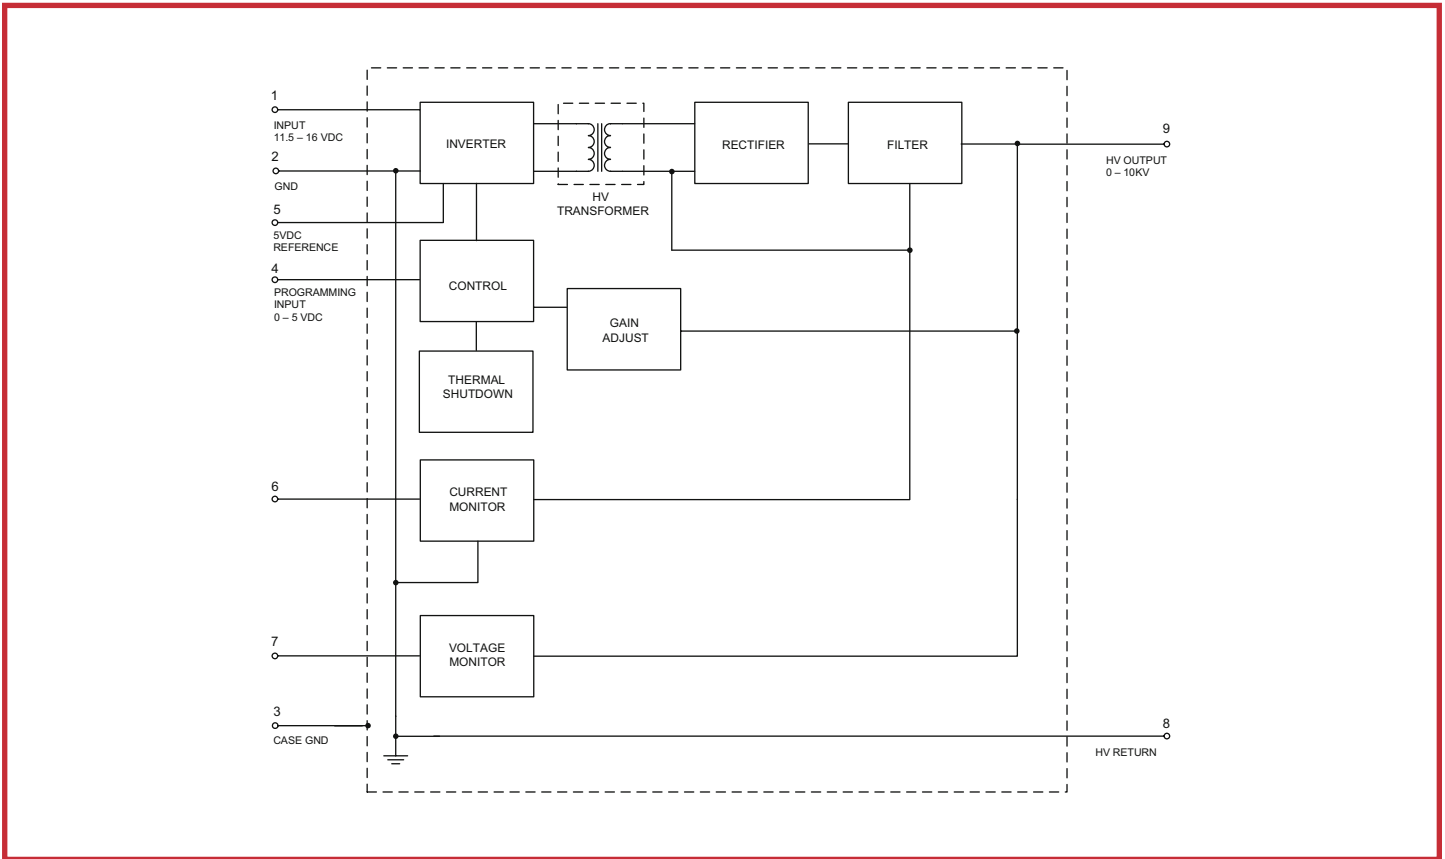 1
INPUT
11.5 – 16 VDC
2
GND
5
5VDC
REFERENCE
4
PROGRAMMING
INPUT
0 – 5 VDC
INVERTER
HV
TRANSFORMER
RECTIFIER
FILTER
9
HV OUTPUT
0 – 10KV
CONTROL
GAIN
ADJUST
THERMAL
SHUTDOWN
6
CURRENT
MONITOR
7
VOLTAGE
MONITOR
3
CASE GND
8
HV RETURN